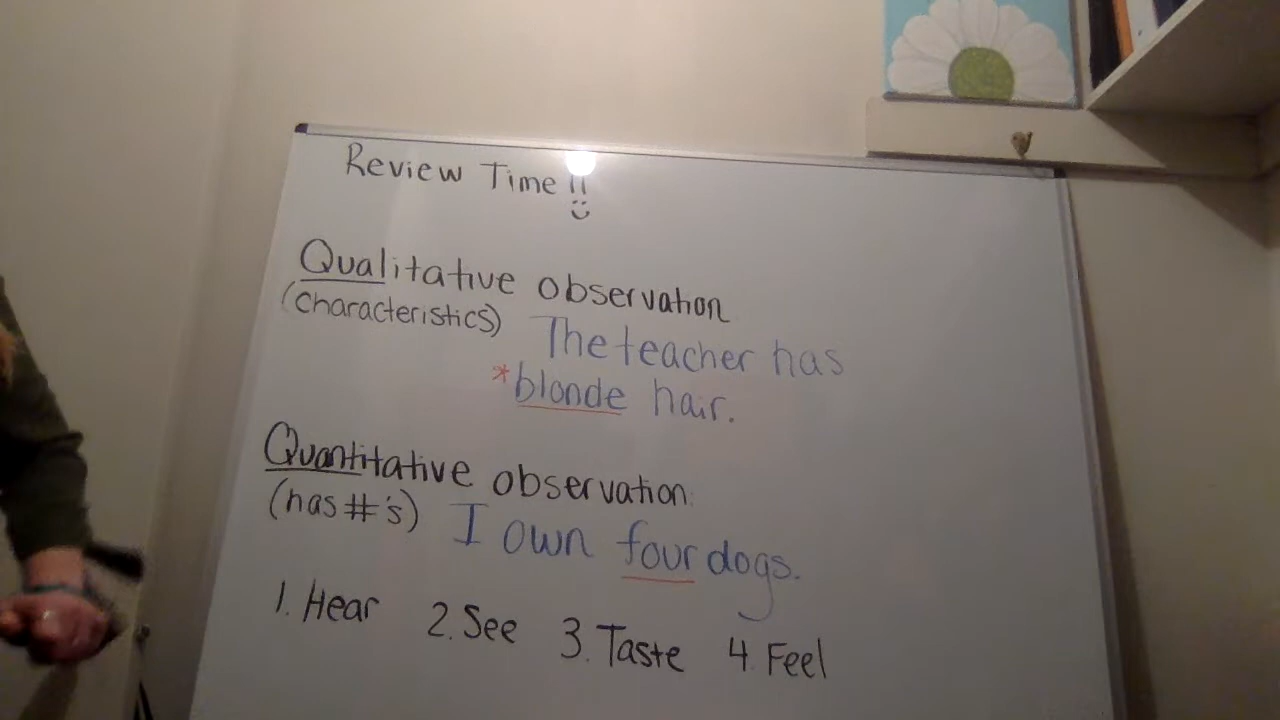 Review Time!!
Qualitative observation
(characteristics) The teacher has
*blonde hair.
Quantitative observation:
(has #'s) I own four dogs.
1. Hear 2. See 3. Taste 4. Feel